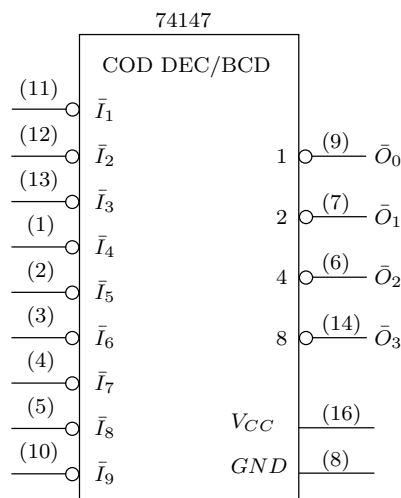 74147
COD DEC/BCD
(11) Ī₁
(12) Ī₂
(13) Ī₃
(1) Ī₄
(2) Ī₅
(3) Ī₆
(4) Ī₇
(5) Ī₈
(10) Ī₉
1 (9) Ō₀
2 (7) Ō₁
4 (6) Ō₂
8 (14) Ō₃
V_CC (16)
GND (8)